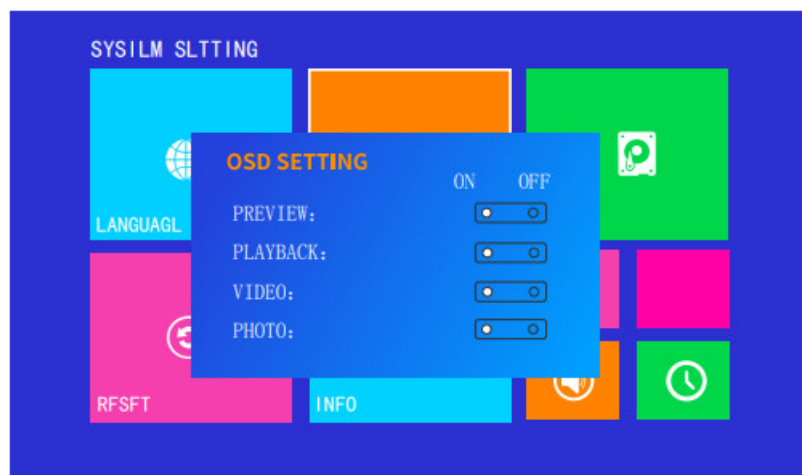 SYSILM SLTTING
OSD SETTING
ON OFF
PREVIEW:
PLAYBACK:
VIDEO:
PHOTO:
LANGUAGL
RFSFT
INFO